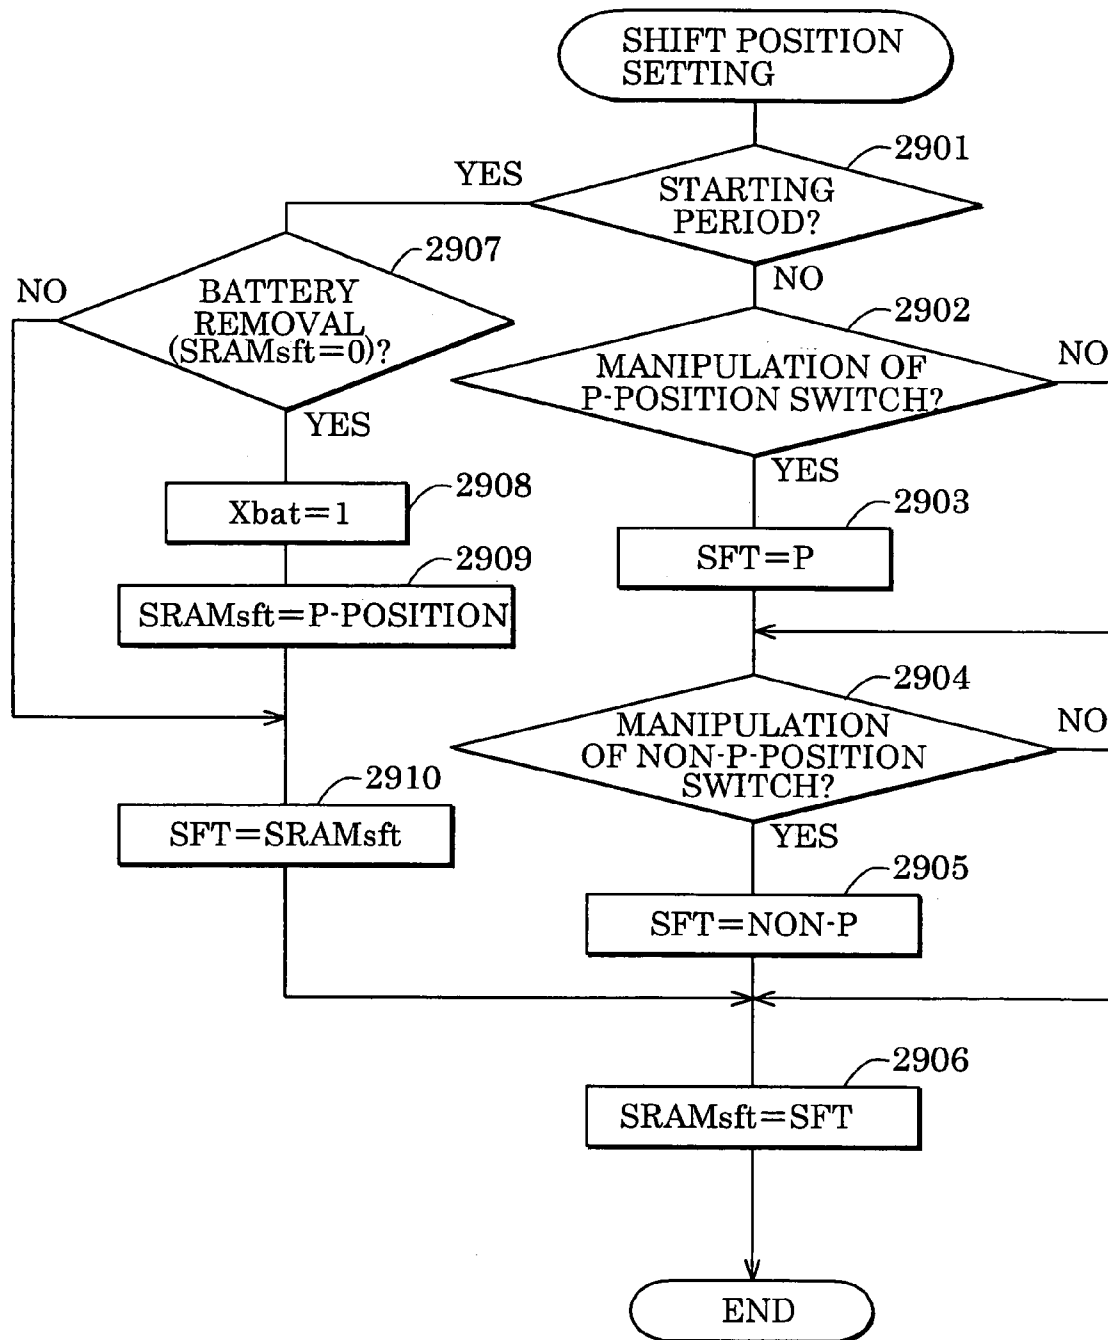 SHIFT POSITION
SETTING
2901
YES
STARTING
PERIOD?
NO
2907
NO
BATTERY
REMOVAL
(SRAMsft=0)?
YES
2902
NO
MANIPULATION OF
P-POSITION SWITCH?
YES
2908
Xbat=1
2903
SFT=P
2909
SRAMsft=P-POSITION
2904
NO
MANIPULATION
OF NON-P-POSITION
SWITCH?
YES
2910
SFT=SRAMsft
2905
SFT=NON-P
2906
SRAMsft=SFT
END